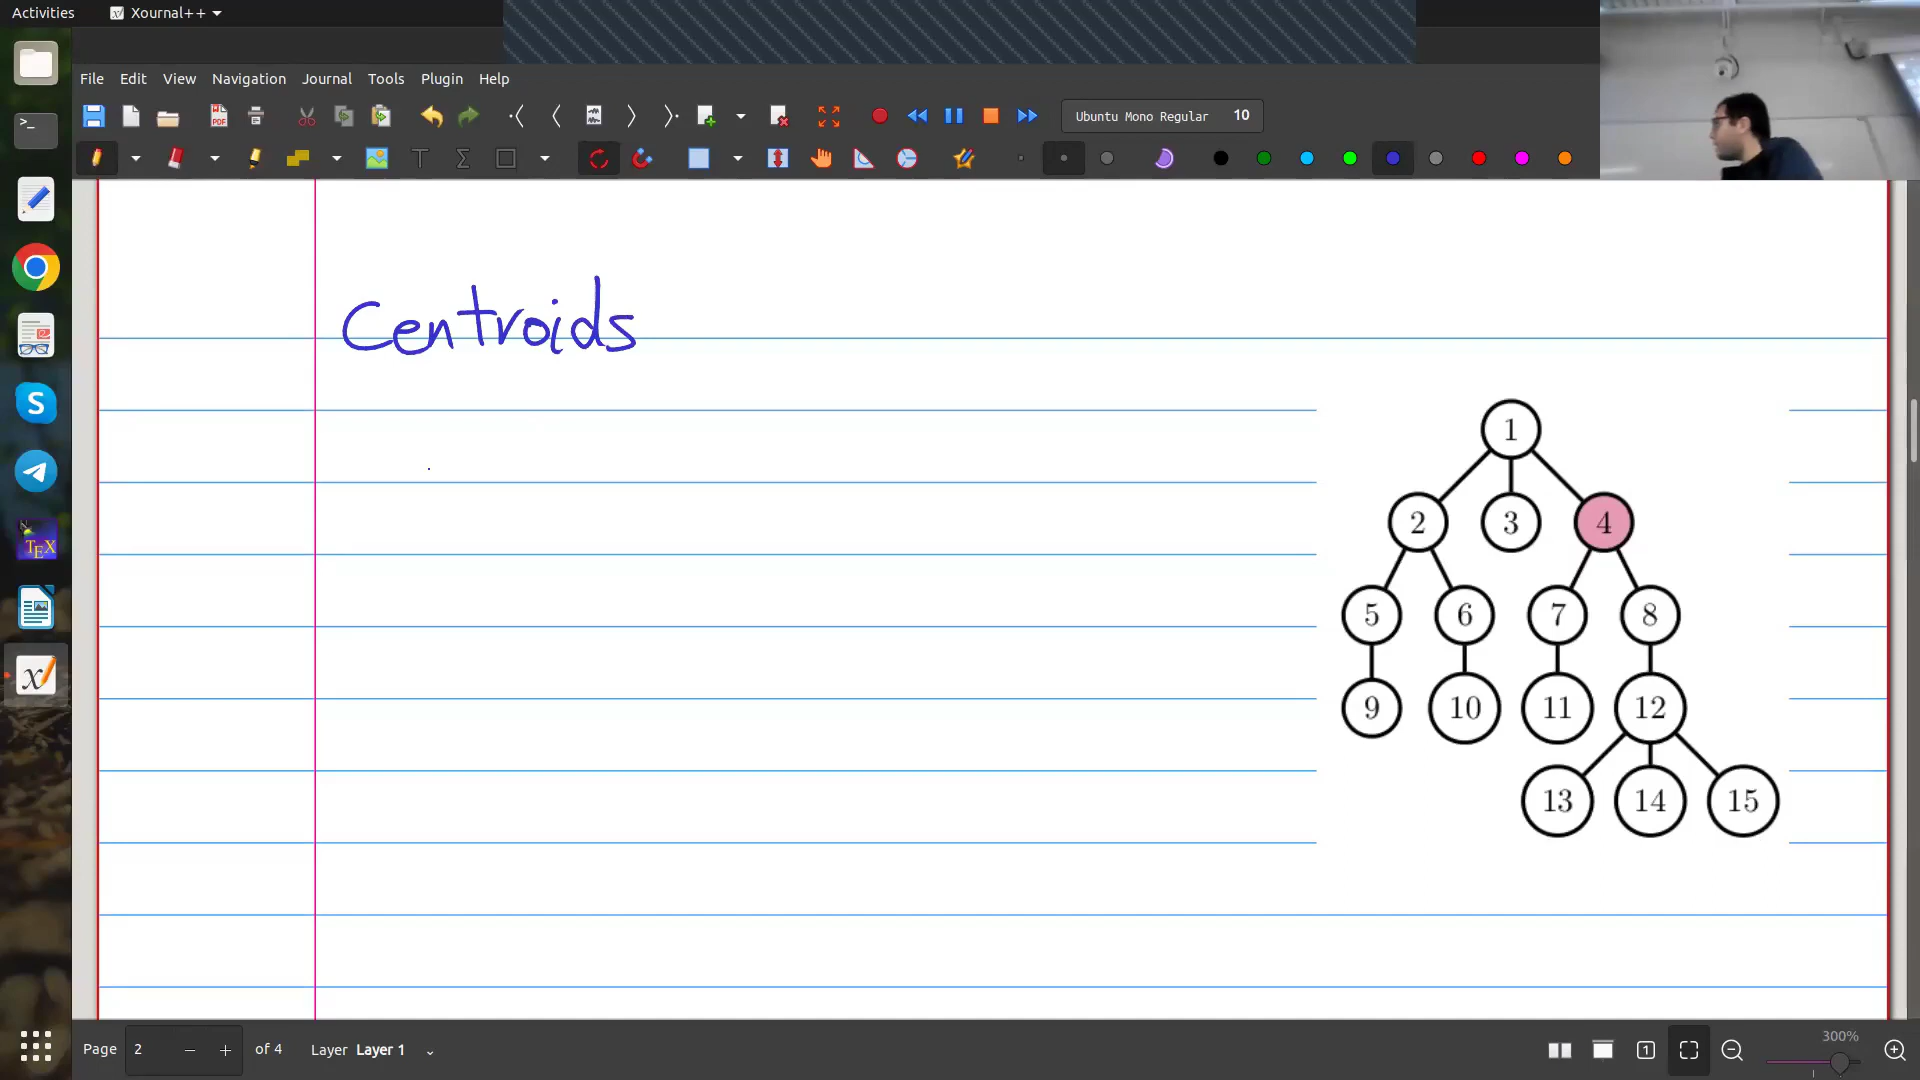 Activities Xournal++
File Edit View Navigation Journal Tools Plugin Help
PDF Ubuntu Mono Regular 10
Centroids
1
2 3 4
5 6 7 8
9 10 11 12
13 14 15
Page 2 of 4 Layer Layer 1 300%